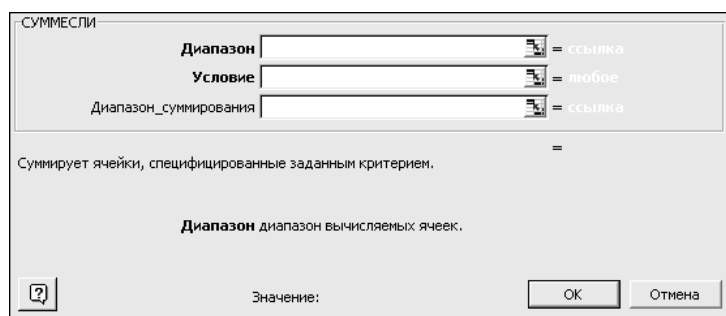 СУММЕСЛИ
Диапазон = ссылка
Условие = любое
Диапазон_суммирования = ссылка
=
Суммирует ячейки, специфицированные заданным критерием.
Диапазон диапазон вычисляемых ячеек.
Значение: OK Отмена